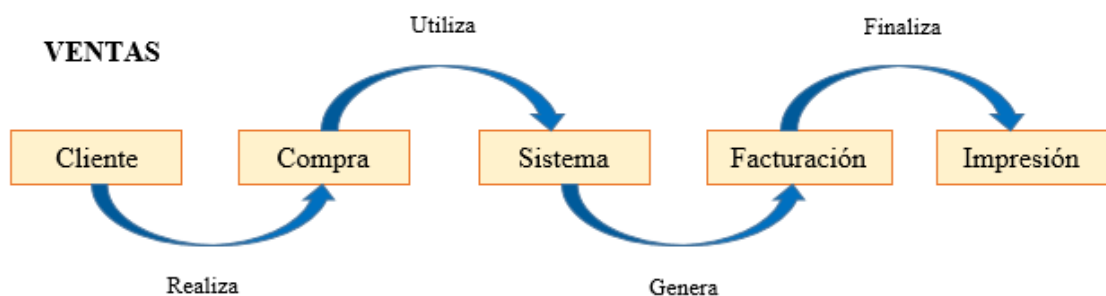 Utiliza
Finaliza
VENTAS
Cliente
Compra
Sistema
Facturación
Impresión
Realiza
Genera